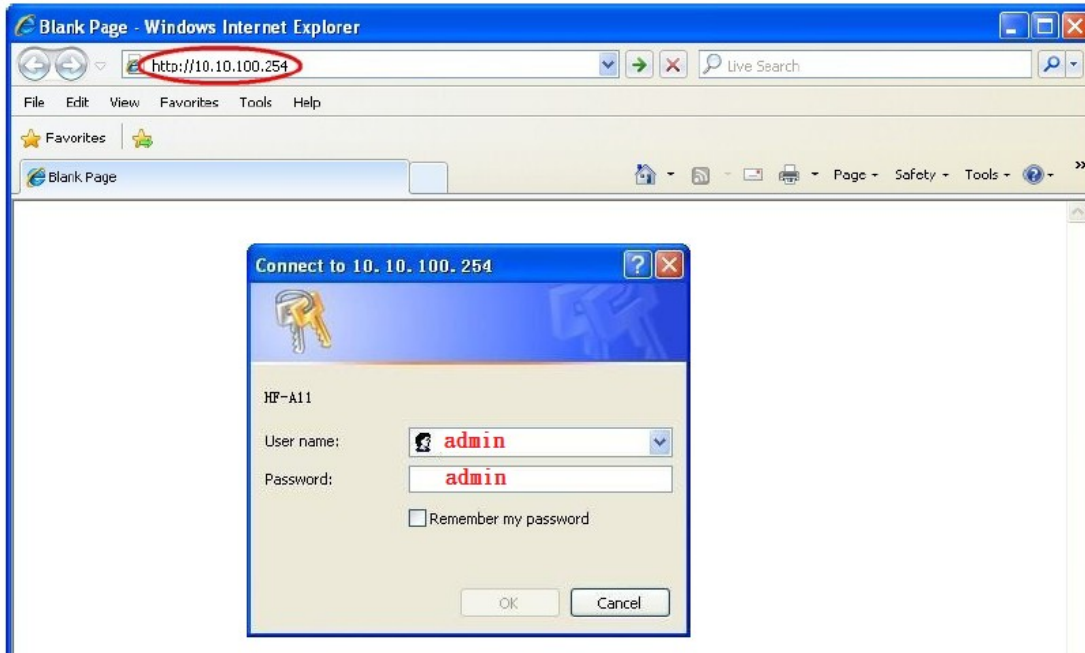 Blank Page - Windows Internet Explorer
http://10.10.100.254 Live Search
File Edit View Favorites Tools Help
Favorites
Blank Page Page Safety Tools
Connect to 10.10.100.254
HF-A11
User name: admin
Password: admin
Remember my password
OK Cancel